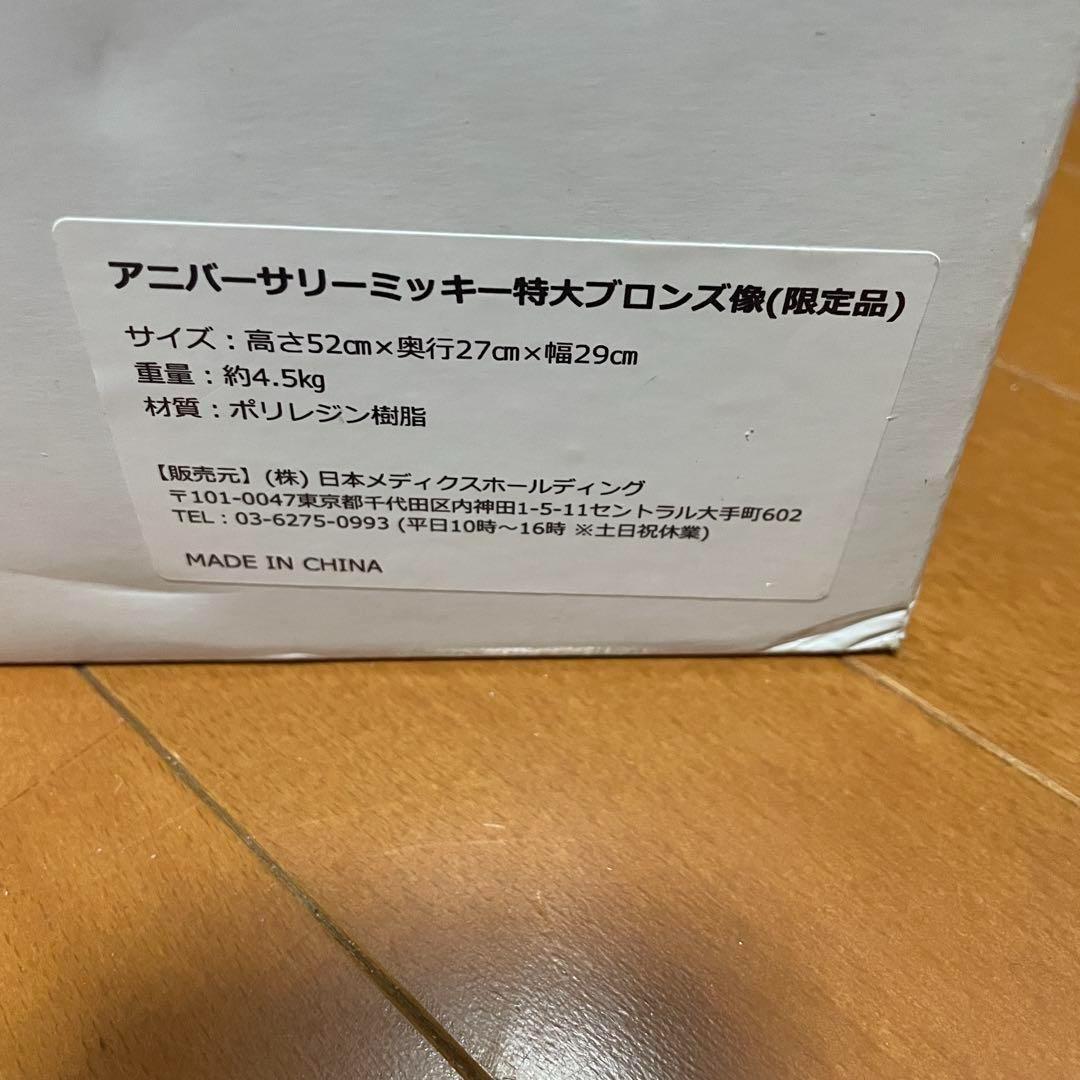 アニバーサリーミッキー特大ブロンズ像(限定品)
サイズ：高さ52㎝×奥行27㎝×幅29㎝
重量：約4.5㎏
材質：ポリレジン樹脂
【販売元】(株) 日本メディクスホールディング
〒101-0047東京都千代田区内神田1-5-11セントラル大手町602
TEL：03-6275-0993 (平日10時～16時 ※土日祝休業)
MADE IN CHINA